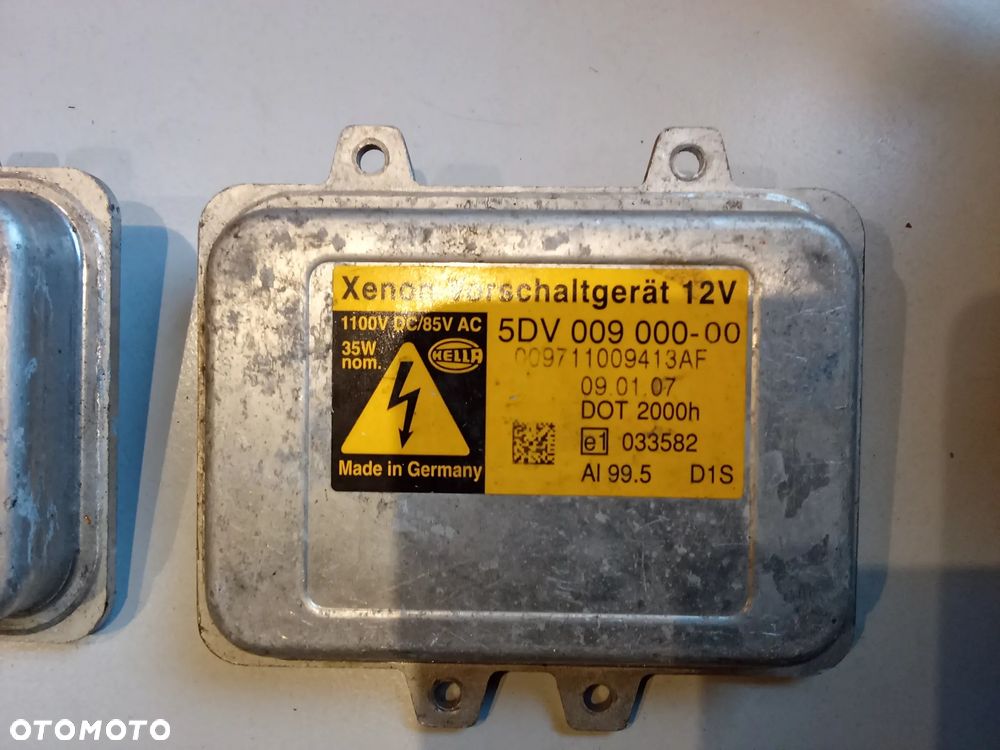 Xenon Vorschaltgerät 12V
1100V DC/85V AC
35W
nom.
HELLA
Made in Germany
5DV 009 000-00
009711009413AF
09.01.07
DOT 2000h
e1 033582
Al 99.5 D1S
OTOMOTO